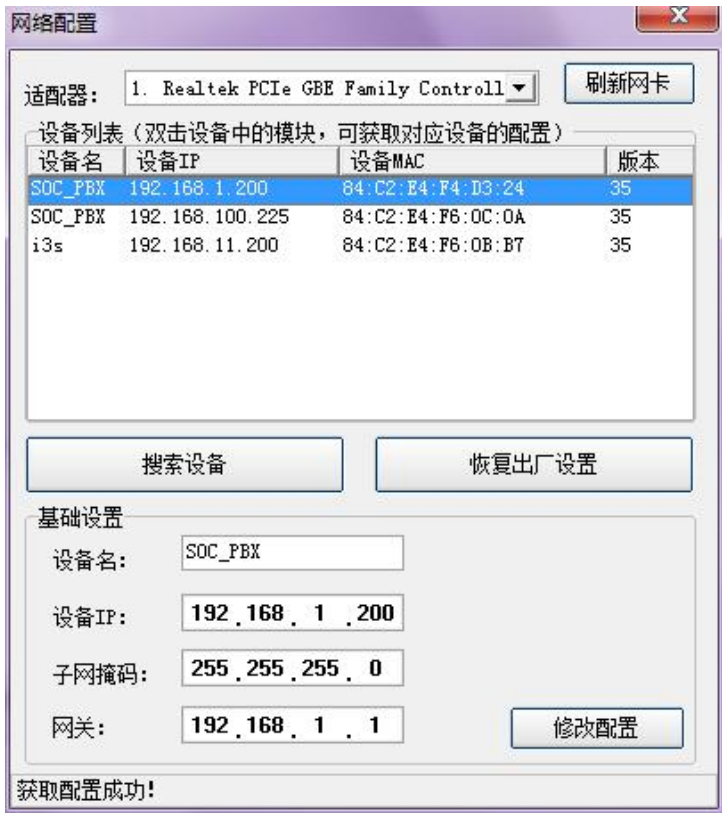 网络配置
适配器: 1. Realtek PCIe GBE Family Controll 刷新网卡
设备列表（双击设备中的模块，可获取对应设备的配置）
设备名 设备IP 设备MAC 版本
SOC_PBX 192.168.1.200 84:C2:E4:F4:D3:24 35
SOC_PBX 192.168.100.225 84:C2:E4:F6:0C:0A 35
i3s 192.168.11.200 84:C2:E4:F6:0B:B7 35
搜索设备 恢复出厂设置
基础设置
设备名: SOC_PBX
设备IP: 192.168.1.200
子网掩码: 255.255.255.0
网关: 192.168.1.1 修改配置
获取配置成功!